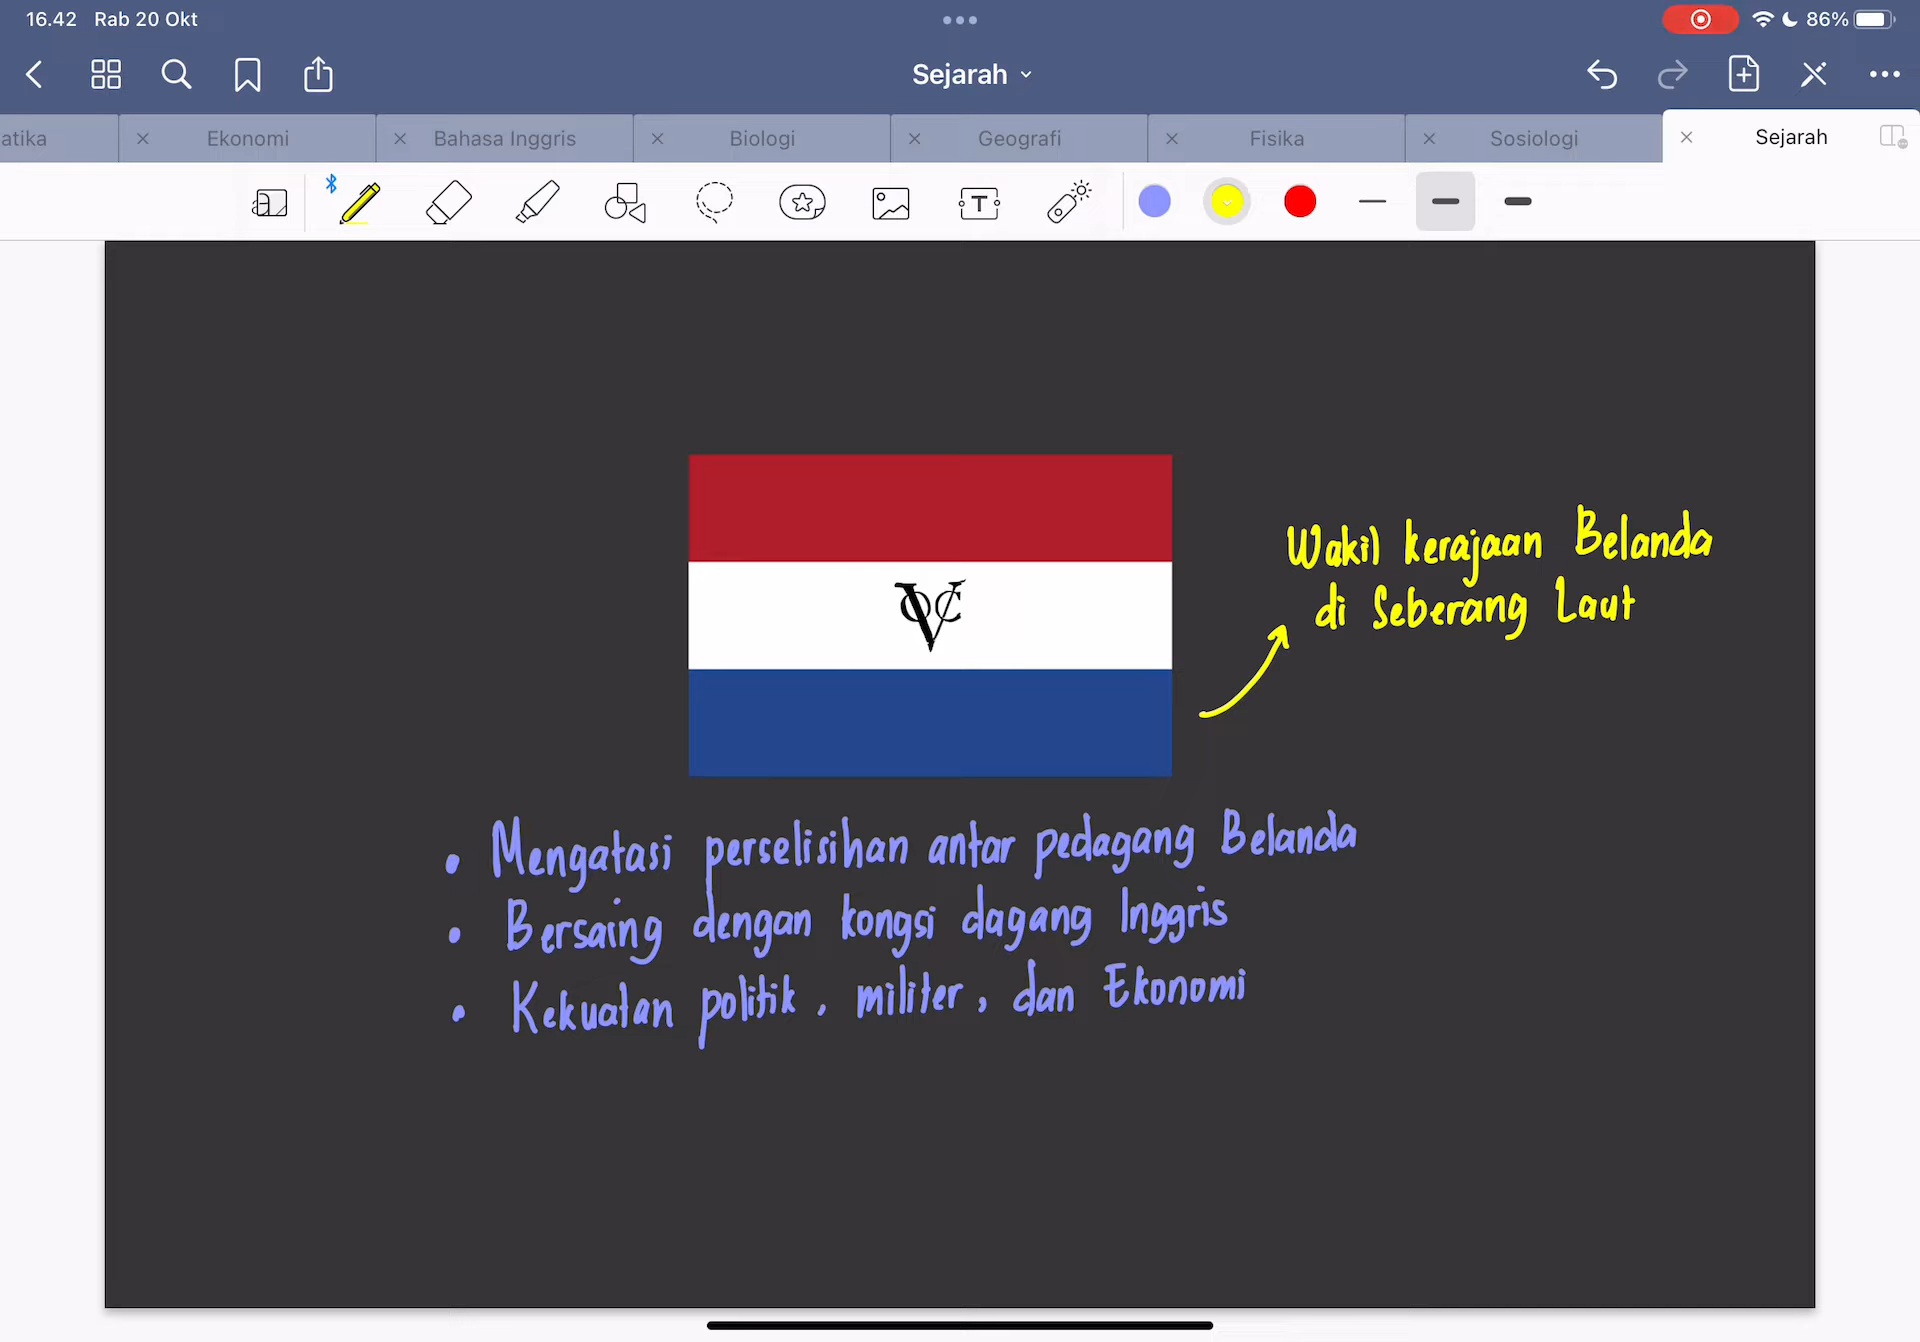 16.42 Rab 20 Okt
86%
Sejarah
atika
Ekonomi
Bahasa Inggris
Biologi
Geografi
Fisika
Sosiologi
Sejarah
VOC
Wakil kerajaan Belanda
di Seberang Laut
• Mengatasi perselisihan antar pedagang Belanda
• Bersaing dengan kongsi dagang Inggris
• Kekuatan politik, militer, dan Ekonomi